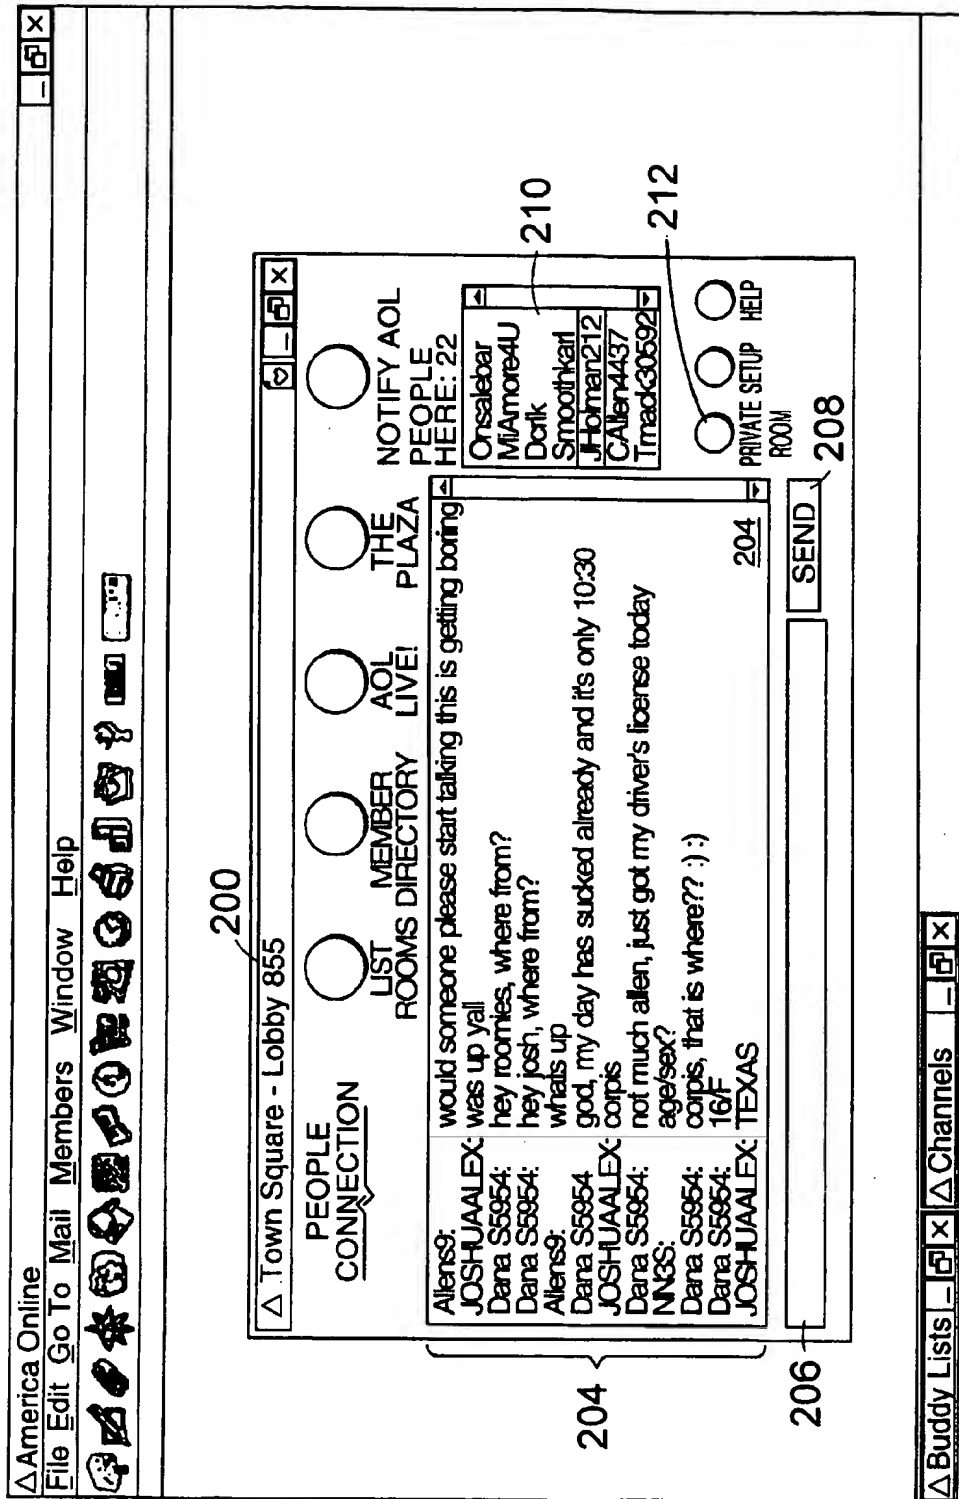 America Online
File Edit Go To Mail Members Window Help
200
Town Square - Lobby 855
PEOPLE
CONNECTION
LIST
ROOMS
MEMBER
DIRECTORY
AOL
LIVE!
THE
PLAZA
NOTIFY AOL
PEOPLE
HERE: 22
Allens9: would someone please start talking this is getting boring
JOSHUAALEX: was up yall
Dana S5954: hey roomies, where from?
Dana S5954: hey josh, where from?
Allens9: whats up
Dana S5954 god, my day has sucked already and it's only 10:30
JOSHUAALEX: corpis
Dana S5954: not much allen, just got my driver's license today
NN3S: age/sex?
Dana S5954: corpis, that is where?? :) :)
Dana S5954: 16/F
JOSHUAALEX: TEXAS
204
204
Onsalebar
MiAmore4U
Dcrik
Smoothkarl
JHolman212
CAllen4437
Tmack30592
210
212
PRIVATE
ROOM
SETUP
HELP
206
SEND
208
Buddy Lists
Channels